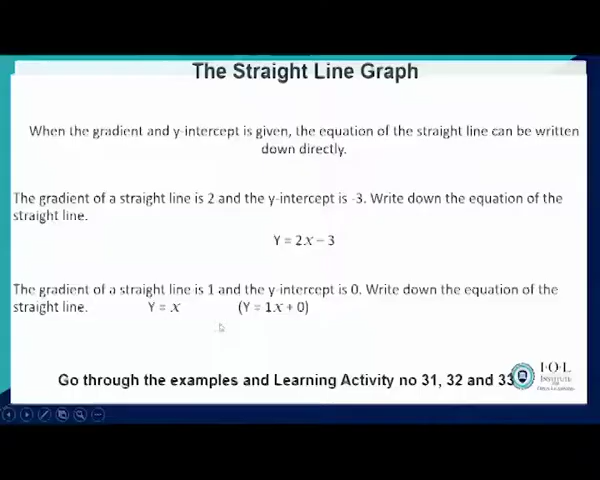 The Straight Line Graph
When the gradient and y-intercept is given, the equation of the straight line can be written
down directly.
The gradient of a straight line is 2 and the y-intercept is -3. Write down the equation of the
straight line.
Y = 2x – 3
The gradient of a straight line is 1 and the y-intercept is 0. Write down the equation of the
straight line. Y = x (Y = 1x + 0)
Go through the examples and Learning Activity no 31, 32 and 33
I·O·L
INSTITUTE